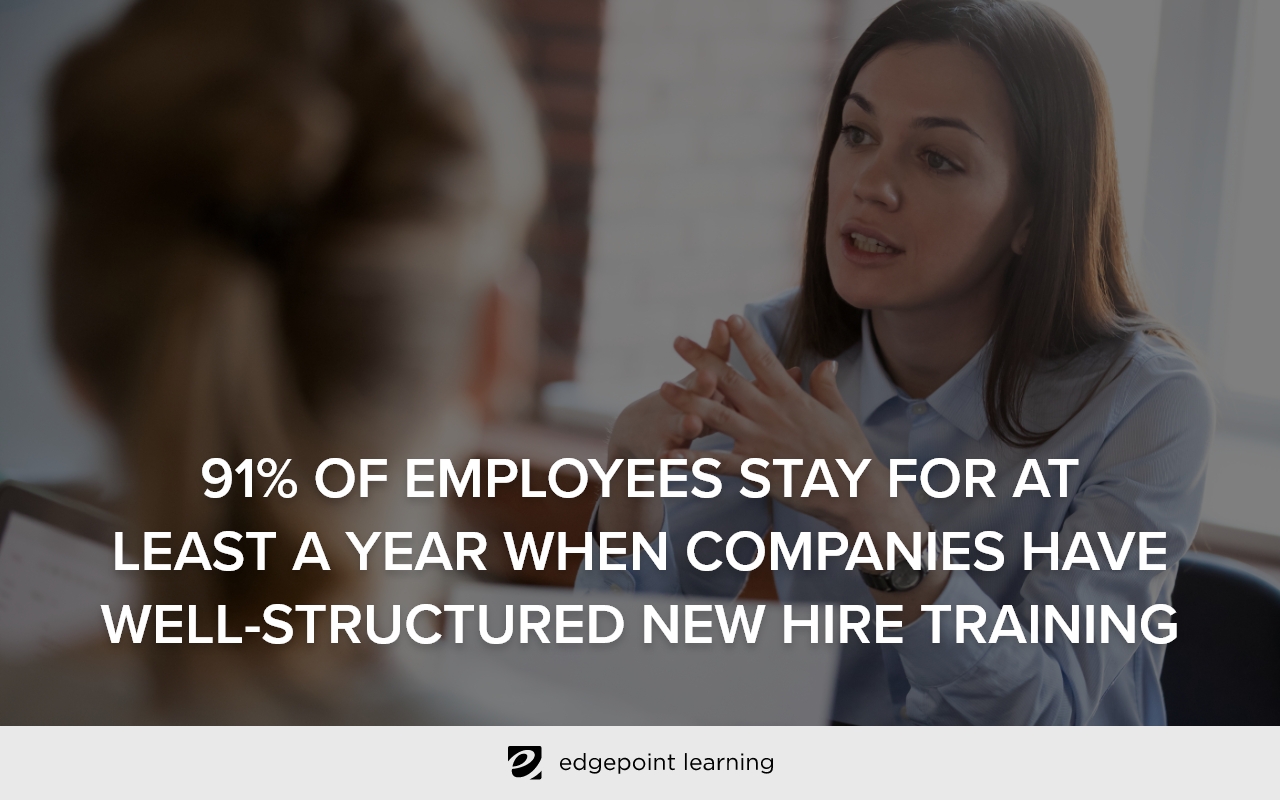 91% OF EMPLOYEES STAY FOR AT
LEAST A YEAR WHEN COMPANIES HAVE
WELL-STRUCTURED NEW HIRE TRAINING
edgepoint learning